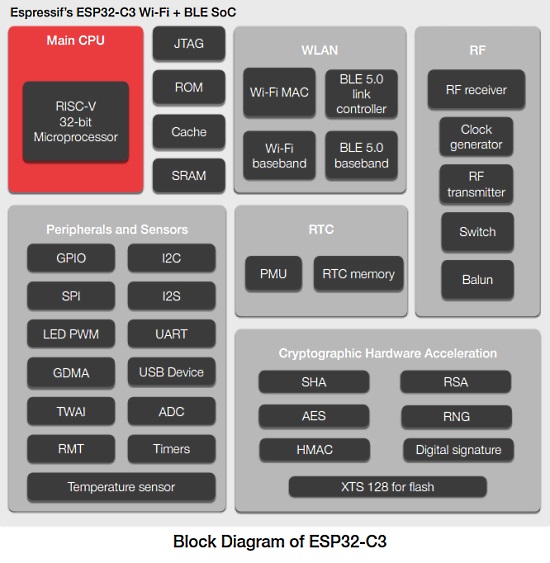 Espressif's ESP32-C3 Wi-Fi + BLE SoC
Main CPU
RISC-V
32-bit
Microprocessor
JTAG
ROM
Cache
SRAM
WLAN
Wi-Fi MAC
BLE 5.0
link
controller
Wi-Fi
baseband
BLE 5.0
baseband
RF
RF receiver
Clock
generator
RF
transmitter
Switch
Balun
Peripherals and Sensors
GPIO
I2C
SPI
I2S
LED PWM
UART
GDMA
USB Device
TWAI
ADC
RMT
Timers
Temperature sensor
RTC
PMU
RTC memory
Cryptographic Hardware Acceleration
SHA
RSA
AES
RNG
HMAC
Digital signature
XTS 128 for flash
Block Diagram of ESP32-C3